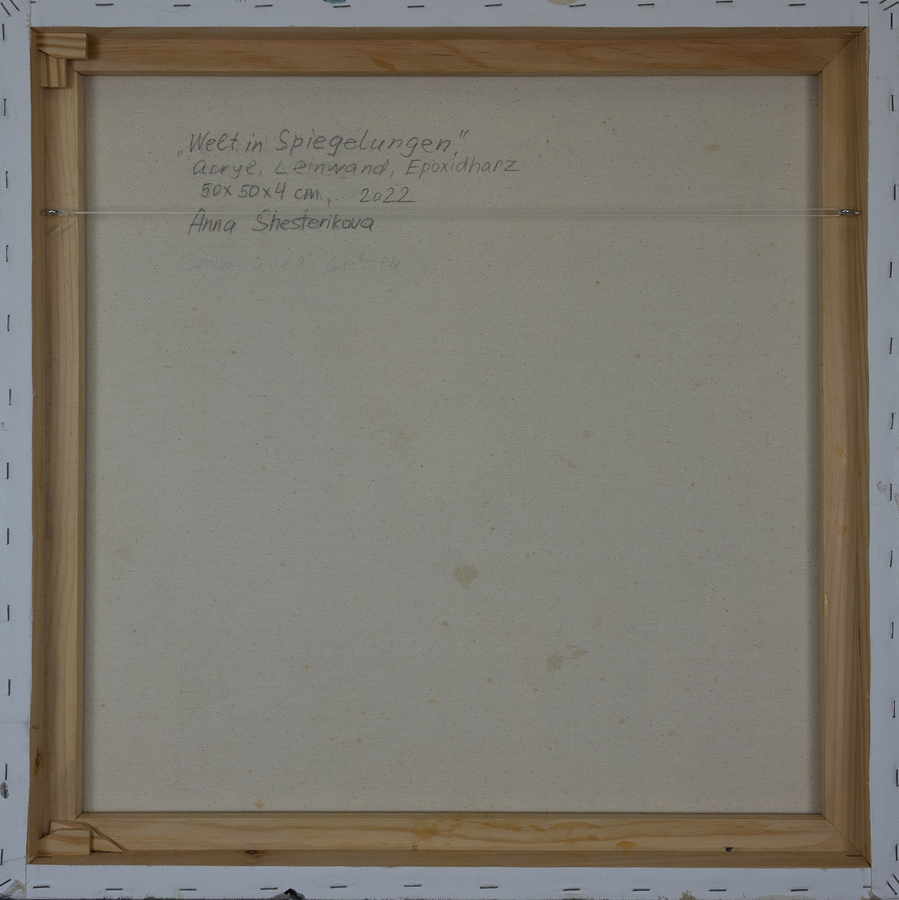 „Welt in Spiegelungen“
acryl, Leinwand, Epoxidharz
50x50x4 cm, 2022
Anna Shesterikova